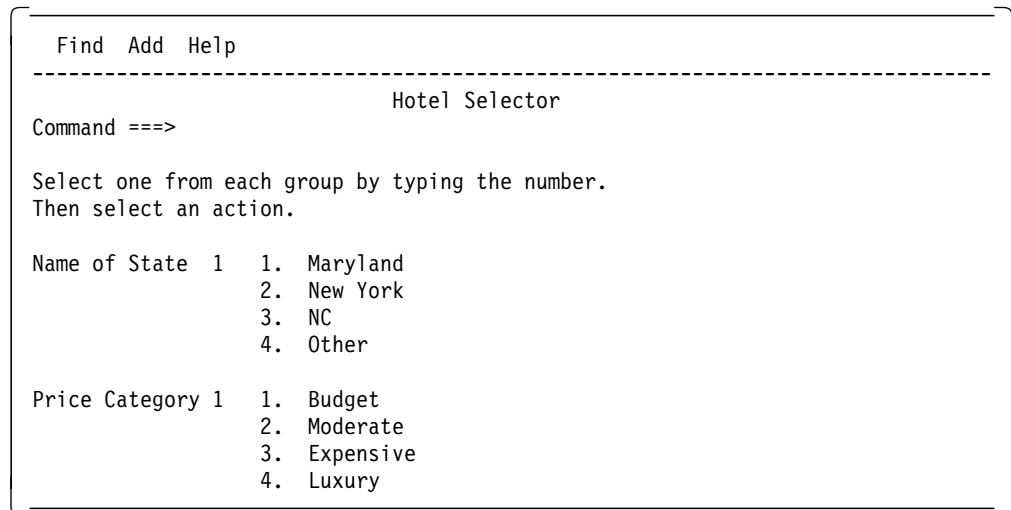 Find Add Help
--------------------------------------------------------------------------------
Hotel Selector
Command ===>
Select one from each group by typing the number.
Then select an action.
Name of State 1 1. Maryland
2. New York
3. NC
4. Other
Price Category 1 1. Budget
2. Moderate
3. Expensive
4. Luxury